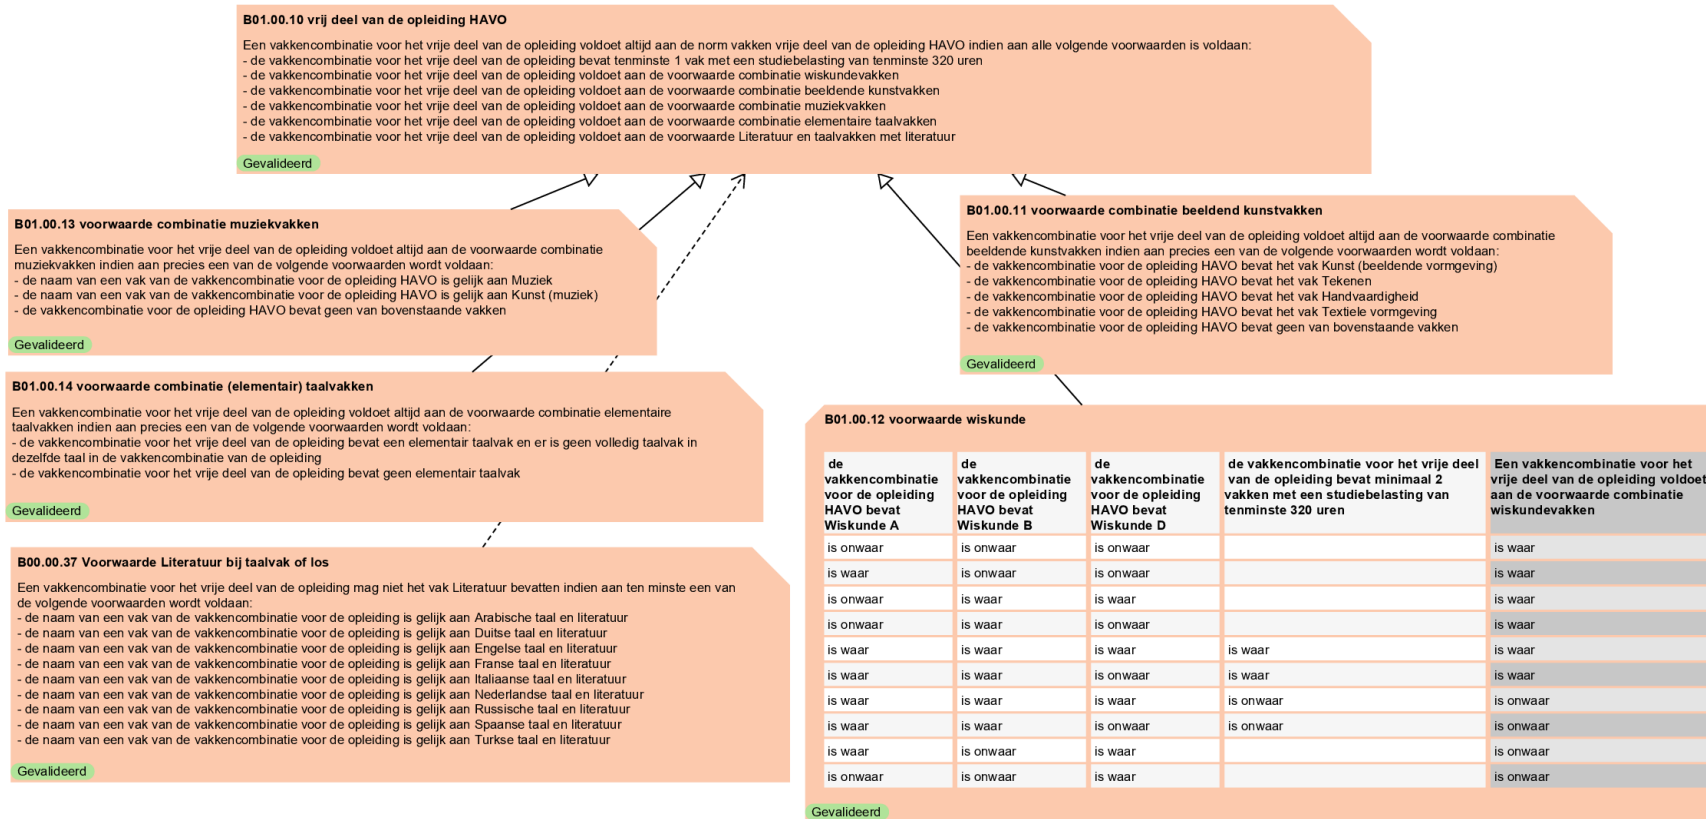 B01.00.10 vrij deel van de opleiding HAVO
Een vakkencombinatie voor het vrije deel van de opleiding voldoet altijd aan de norm vakken vrije deel van de opleiding HAVO indien aan alle volgende voorwaarden is voldaan:
- de vakkencombinatie voor het vrije deel van de opleiding bevat tenminste 1 vak met een studiebelasting van tenminste 320 uren
- de vakkencombinatie voor het vrije deel van de opleiding voldoet aan de voorwaarde combinatie wiskundevakken
- de vakkencombinatie voor het vrije deel van de opleiding voldoet aan de voorwaarde combinatie beeldende kunstvakken
- de vakkencombinatie voor het vrije deel van de opleiding voldoet aan de voorwaarde combinatie muziekvakken
- de vakkencombinatie voor het vrije deel van de opleiding voldoet aan de voorwaarde combinatie elementaire taalvakken
- de vakkencombinatie voor het vrije deel van de opleiding voldoet aan de voorwaarde Literatuur en taalvakken met literatuur
Gevalideerd
B01.00.13 voorwaarde combinatie muziekvakken
Een vakkencombinatie voor het vrije deel van de opleiding voldoet altijd aan de voorwaarde combinatie
muziekvakken indien aan precies een van de volgende voorwaarden wordt voldaan:
- de naam van een vak van de vakkencombinatie voor de opleiding HAVO is gelijk aan Muziek
- de naam van een vak van de vakkencombinatie voor de opleiding HAVO is gelijk aan Kunst (muziek)
- de vakkencombinatie voor de opleiding HAVO bevat geen van bovenstaande vakken
Gevalideerd
B01.00.11 voorwaarde combinatie beeldend kunstvakken
Een vakkencombinatie voor het vrije deel van de opleiding voldoet altijd aan de voorwaarde combinatie
beeldende kunstvakken indien aan precies een van de volgende voorwaarden wordt voldaan:
- de vakkencombinatie voor de opleiding HAVO bevat het vak Kunst (beeldende vormgeving)
- de vakkencombinatie voor de opleiding HAVO bevat het vak Tekenen
- de vakkencombinatie voor de opleiding HAVO bevat het vak Handvaardigheid
- de vakkencombinatie voor de opleiding HAVO bevat het vak Textiele vormgeving
- de vakkencombinatie voor de opleiding HAVO bevat geen van bovenstaande vakken
Gevalideerd
B01.00.14 voorwaarde combinatie (elementair) taalvakken
Een vakkencombinatie voor het vrije deel van de opleiding voldoet altijd aan de voorwaarde combinatie elementaire
taalvakken indien aan precies een van de volgende voorwaarden wordt voldaan:
- de vakkencombinatie voor het vrije deel van de opleiding bevat een elementair taalvak en er is geen volledig taalvak in
dezelfde taal in de vakkencombinatie van de opleiding
- de vakkencombinatie voor het vrije deel van de opleiding bevat geen elementair taalvak
Gevalideerd
B00.00.37 Voorwaarde Literatuur bij taalvak of los
Een vakkencombinatie voor het vrije deel van de opleiding mag niet het vak Literatuur bevatten indien aan ten minste een van
de volgende voorwaarden wordt voldaan:
- de naam van een vak van de vakkencombinatie voor de opleiding is gelijk aan Arabische taal en literatuur
- de naam van een vak van de vakkencombinatie voor de opleiding is gelijk aan Duitse taal en literatuur
- de naam van een vak van de vakkencombinatie voor de opleiding is gelijk aan Engelse taal en literatuur
- de naam van een vak van de vakkencombinatie voor de opleiding is gelijk aan Franse taal en literatuur
- de naam van een vak van de vakkencombinatie voor de opleiding is gelijk aan Italiaanse taal en literatuur
- de naam van een vak van de vakkencombinatie voor de opleiding is gelijk aan Nederlandse taal en literatuur
- de naam van een vak van de vakkencombinatie voor de opleiding is gelijk aan Russische taal en literatuur
- de naam van een vak van de vakkencombinatie voor de opleiding is gelijk aan Spaanse taal en literatuur
- de naam van een vak van de vakkencombinatie voor de opleiding is gelijk aan Turkse taal en literatuur
Gevalideerd
B01.00.12 voorwaarde wiskunde
de
vakkencombinatie
voor de opleiding
HAVO bevat
Wiskunde A
de
vakkencombinatie
voor de opleiding
HAVO bevat
Wiskunde B
de
vakkencombinatie
voor de opleiding
HAVO bevat
Wiskunde D
de vakkencombinatie voor het vrije deel
van de opleiding bevat minimaal 2
vakken met een studiebelasting van
tenminste 320 uren
Een vakkencombinatie voor het
vrije deel van de opleiding voldoet
aan de voorwaarde combinatie
wiskundevakken
is onwaar is onwaar is onwaar is waar
is waar is onwaar is onwaar is waar
is onwaar is waar is waar is waar
is onwaar is waar is onwaar is waar
is waar is waar is waar is waar is waar
is waar is waar is onwaar is waar is waar
is waar is waar is waar is onwaar is onwaar
is waar is waar is onwaar is onwaar is onwaar
is waar is onwaar is waar is onwaar
is onwaar is onwaar is waar is onwaar
Gevalideerd